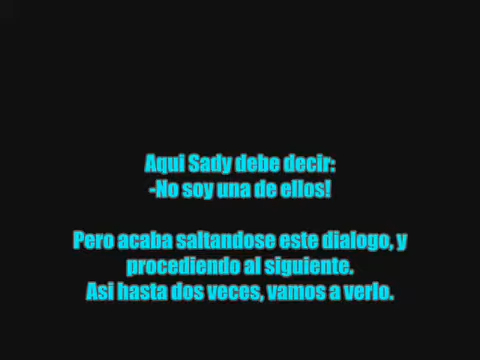 Aqui Sady debe decir:
-No soy una de ellos!
Pero acaba saltandose este dialogo, y
procediendo al siguiente.
Asi hasta dos veces, vamos a verlo.